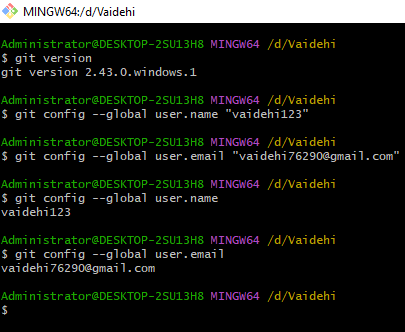 MINGW64:/d/Vaidehi
Administrator@DESKTOP-2SU13H8 MINGW64 /d/Vaidehi
$ git version
git version 2.43.0.windows.1
Administrator@DESKTOP-2SU13H8 MINGW64 /d/Vaidehi
$ git config --global user.name "vaidehi123"
Administrator@DESKTOP-2SU13H8 MINGW64 /d/Vaidehi
$ git config --global user.email "vaidehi76290@gmail.com"
Administrator@DESKTOP-2SU13H8 MINGW64 /d/Vaidehi
$ git config --global user.name
vaidehi123
Administrator@DESKTOP-2SU13H8 MINGW64 /d/Vaidehi
$ git config --global user.email
vaidehi76290@gmail.com
Administrator@DESKTOP-2SU13H8 MINGW64 /d/Vaidehi
$